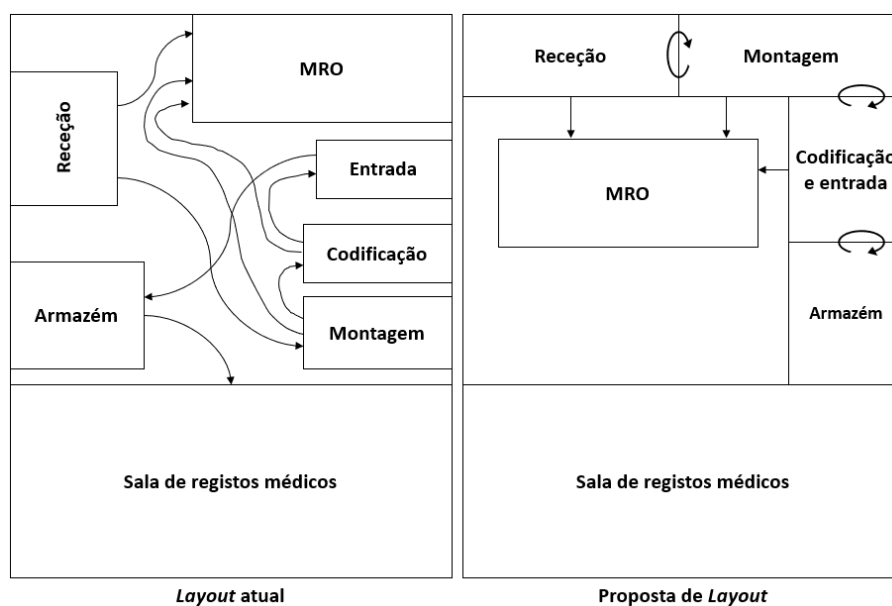 MRO
Receção
Entrada
Codificação
Armazém
Montagem
Sala de registos médicos
Layout atual
Receção
Montagem
MRO
Codificação
e entrada
Armazém
Sala de registos médicos
Proposta de Layout